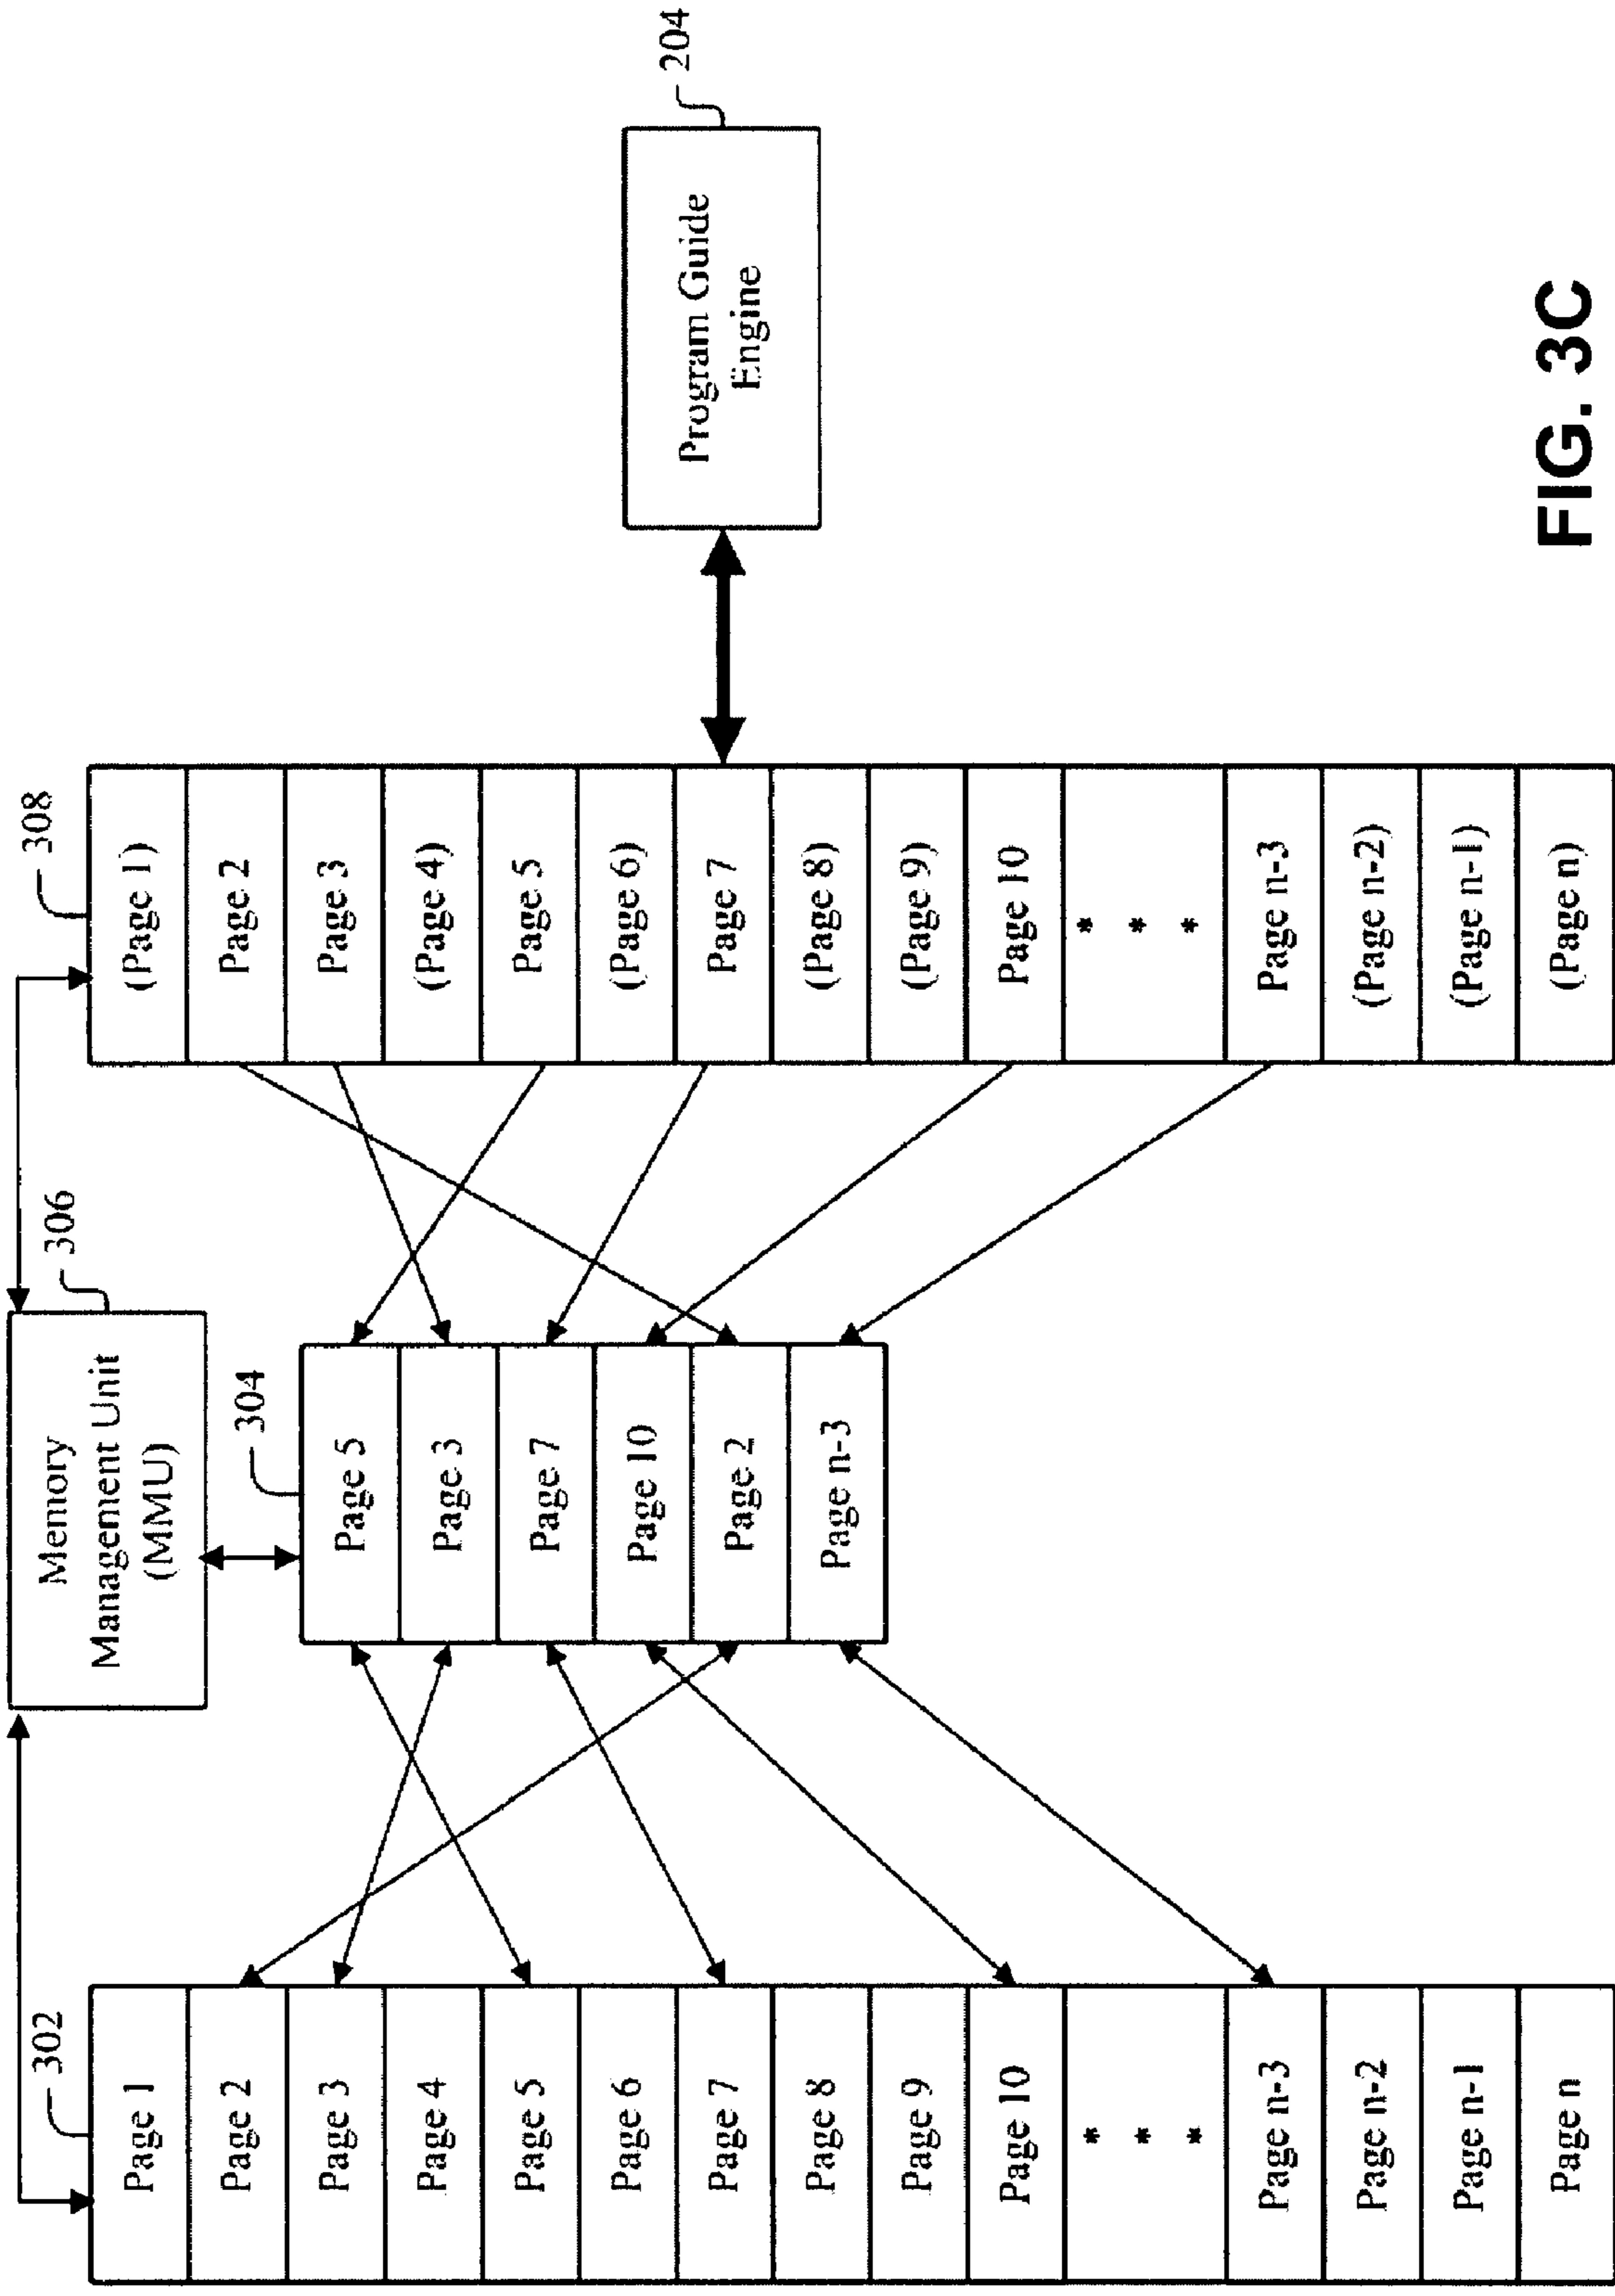 302
Page 1
Page 2
Page 3
Page 4
Page 5
Page 6
Page 7
Page 8
Page 9
Page 10
* * *
Page n-3
Page n-2
Page n-1
Page n
Memory
Management Unit
(MMU)
306
304
Page 5
Page 3
Page 7
Page 10
Page 2
Page n-3
308
(Page 1)
Page 2
Page 3
(Page 4)
Page 5
(Page 6)
Page 7
(Page 8)
(Page 9)
Page 10
* * *
Page n-3
(Page n-2)
(Page n-1)
(Page n)
Program Guide
Engine
204
FIG. 3C